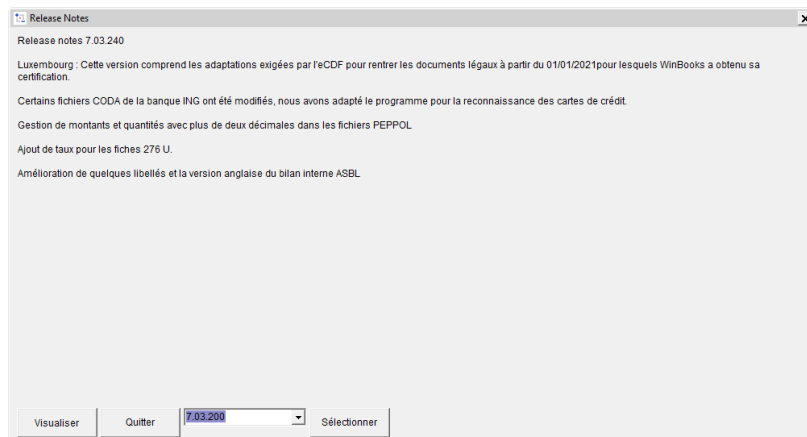 Release Notes
Release notes 7.03.240
Luxembourg : Cette version comprend les adaptations exigées par l'eCDF pour rentrer les documents légaux à partir du 01/01/2021pour lesquels WinBooks a obtenu sa
certification.
Certains fichiers CODA de la banque ING ont été modifiés, nous avons adapté le programme pour la reconnaissance des cartes de crédit.
Gestion de montants et quantités avec plus de deux décimales dans les fichiers PEPPOL
Ajout de taux pour les fiches 276 U.
Amélioration de quelques libellés et la version anglaise du bilan interne ASBL
Visualiser Quitter 7.03.200 Sélectionner